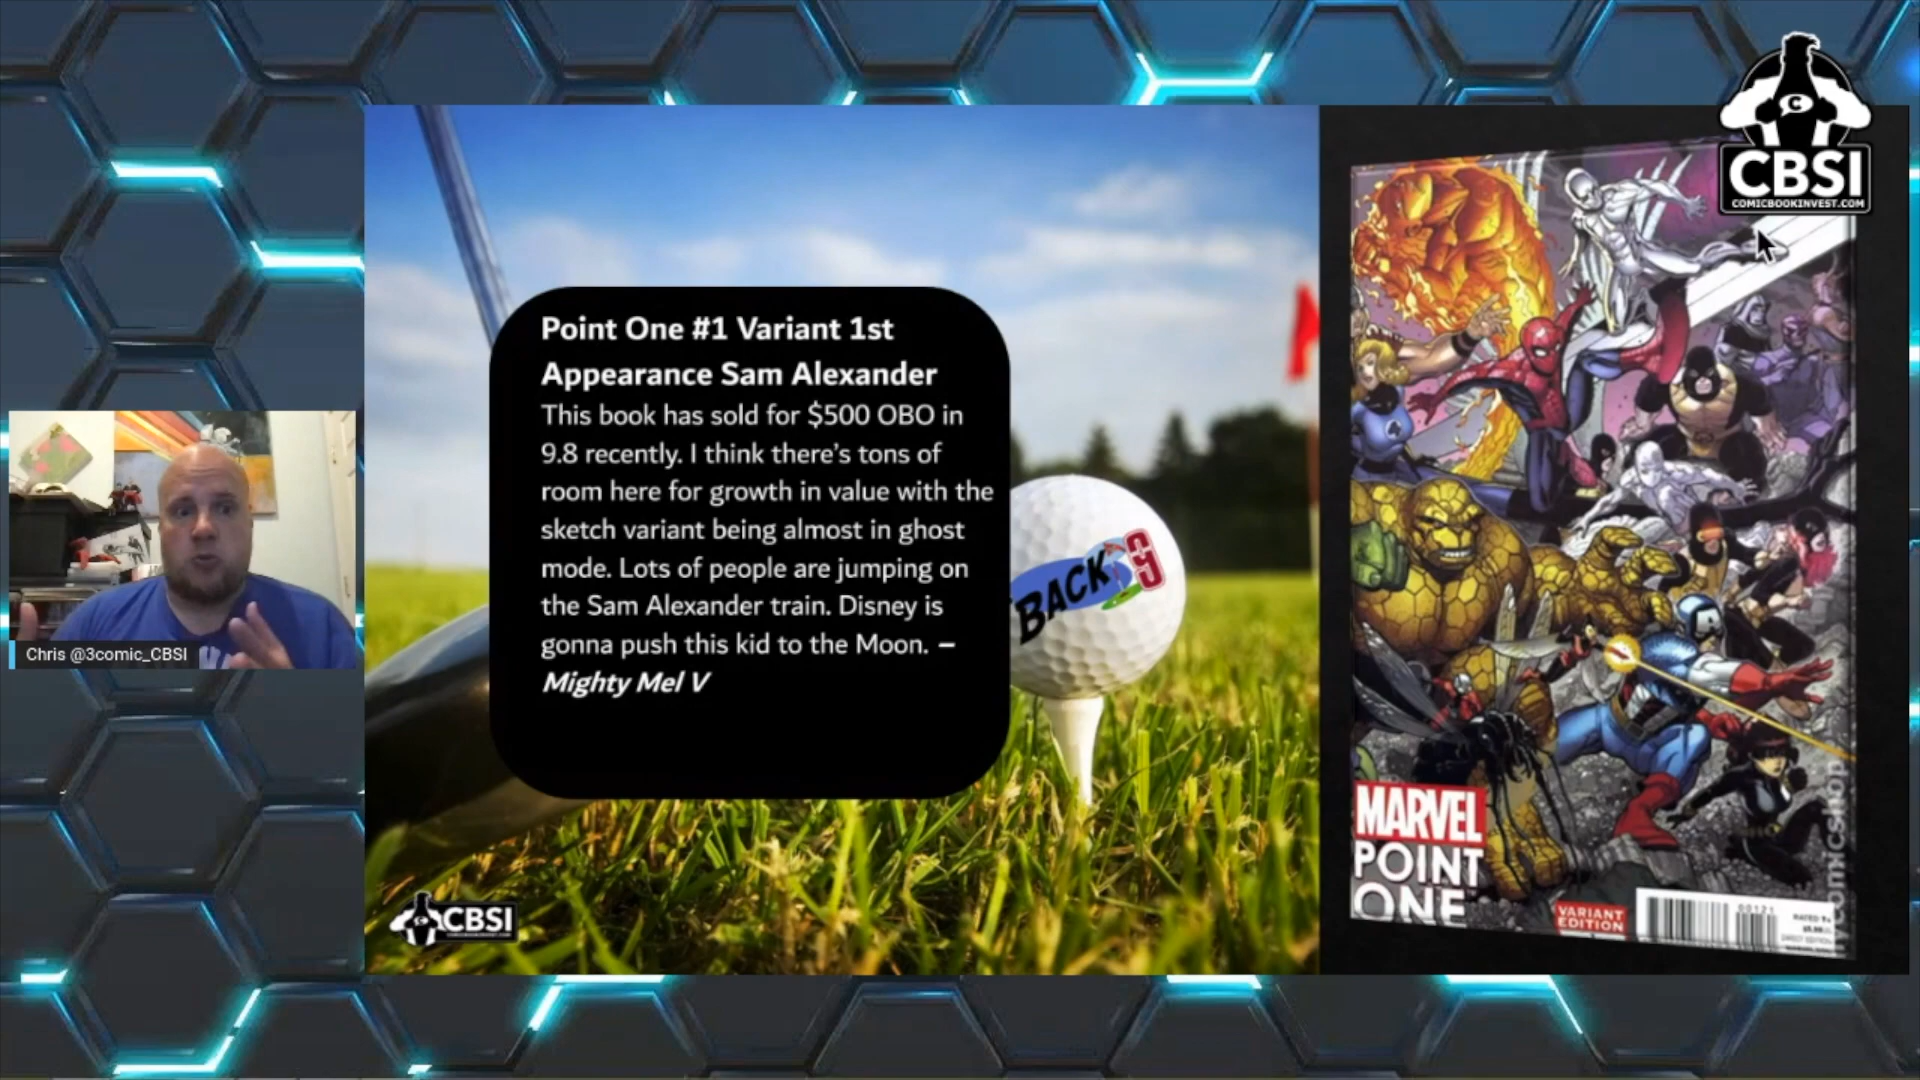 CBSI
COMICBOOKINVEST.COM
Point One #1 Variant 1st
Appearance Sam Alexander
This book has sold for $500 OBO in
9.8 recently. I think there's tons of
room here for growth in value with the
sketch variant being almost in ghost
mode. Lots of people are jumping on
the Sam Alexander train. Disney is
gonna push this kid to the Moon. –
Mighty Mel V
BACK 9
Chris @3comic_CBSI
MARVEL
POINT
ONE
VARIANT
EDITION
CBSI